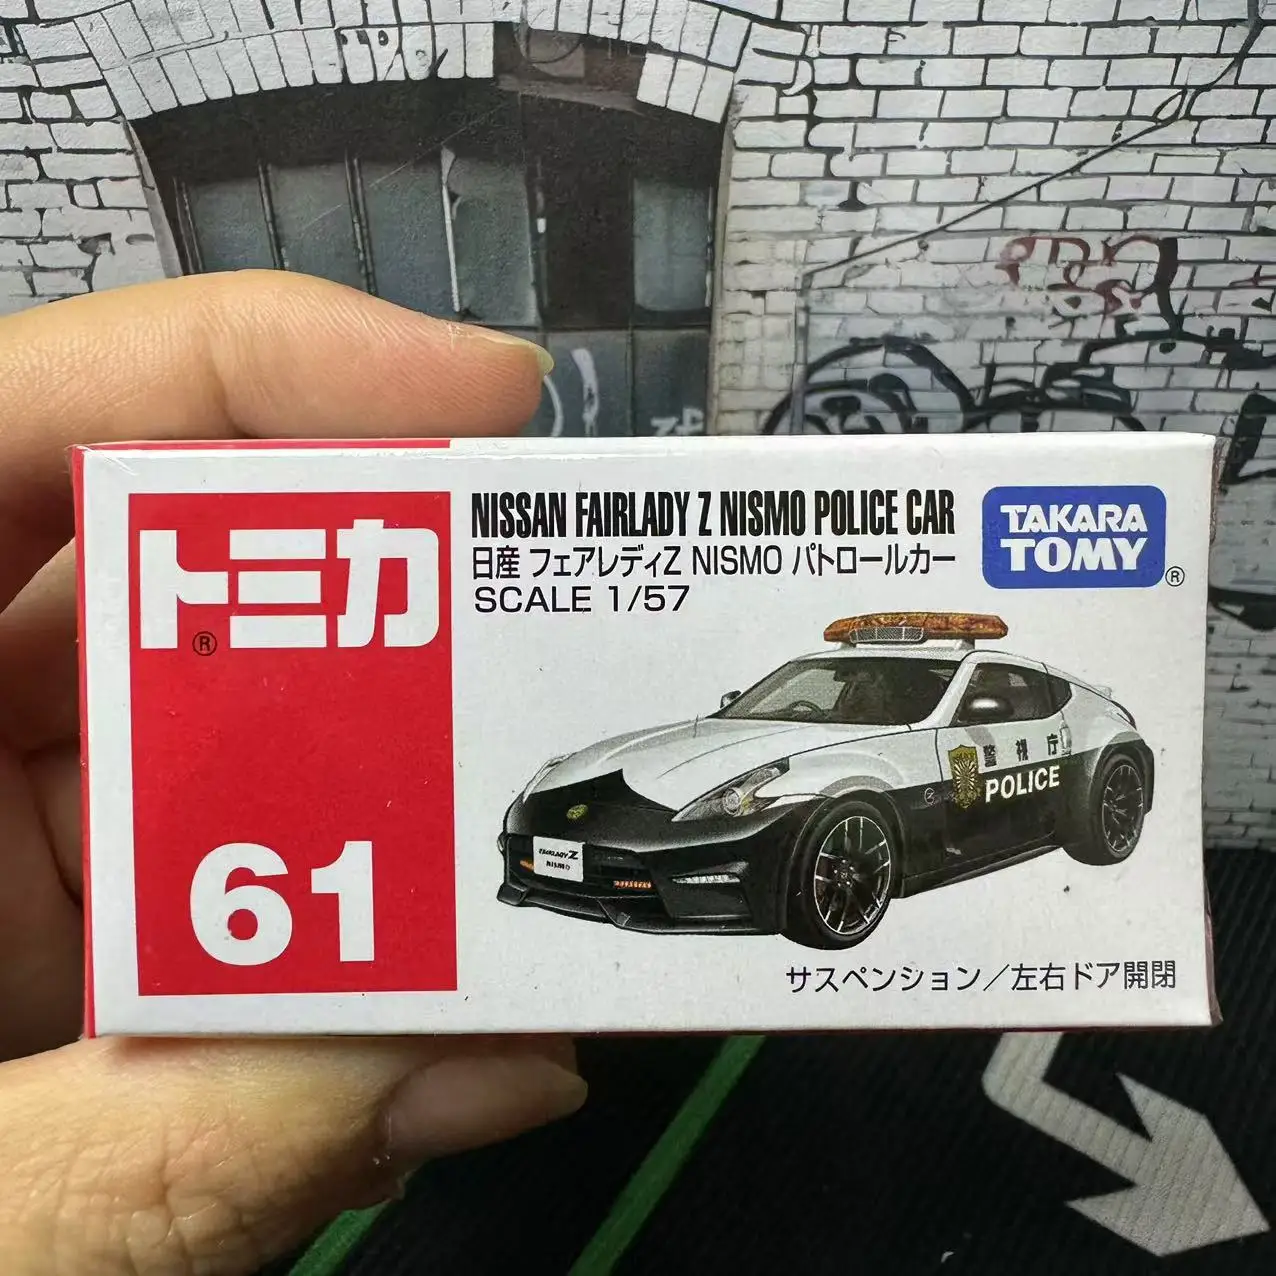 トミカ
®
61
NISSAN FAIRLADY Z NISMO POLICE CAR
日産 フェアレディZ NISMO パトロールカー
SCALE 1/57
TAKARA
TOMY
®
警視庁
POLICE
FAIRLADY Z
NISMO
サスペンション/左右ドア開閉